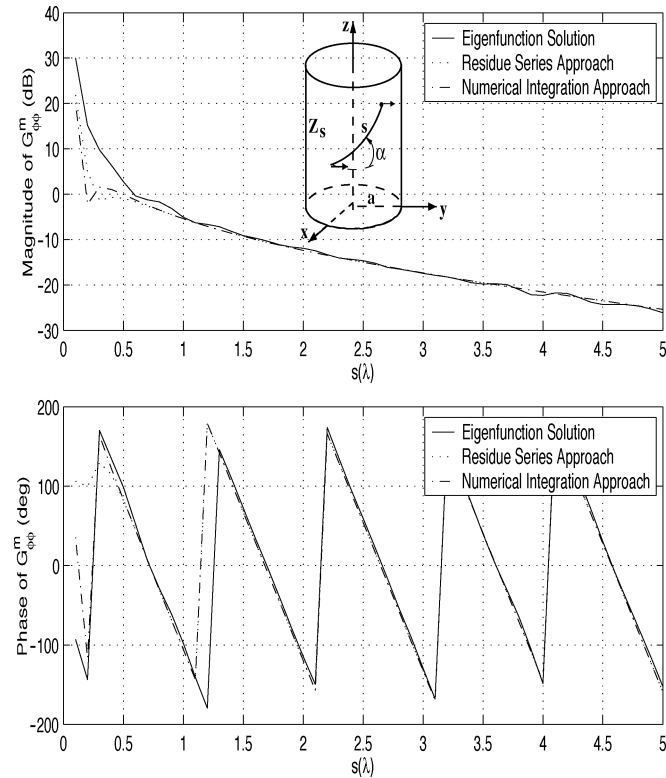 40
30
20
10
0
-10
-20
-30
0
0.5
1
1.5
2
2.5
3
3.5
4
4.5
5
s(λ)
Magnitude of G^m_φφ (dB)
Eigenfunction Solution
Residue Series Approach
Numerical Integration Approach
z
Z_s
s
α
a
x
y
200
100
0
-100
-200
0
0.5
1
1.5
2
2.5
3
3.5
4
4.5
5
s(λ)
Phase of G^m_φφ (deg)
Eigenfunction Solution
Residue Series Approach
Numerical Integration Approach